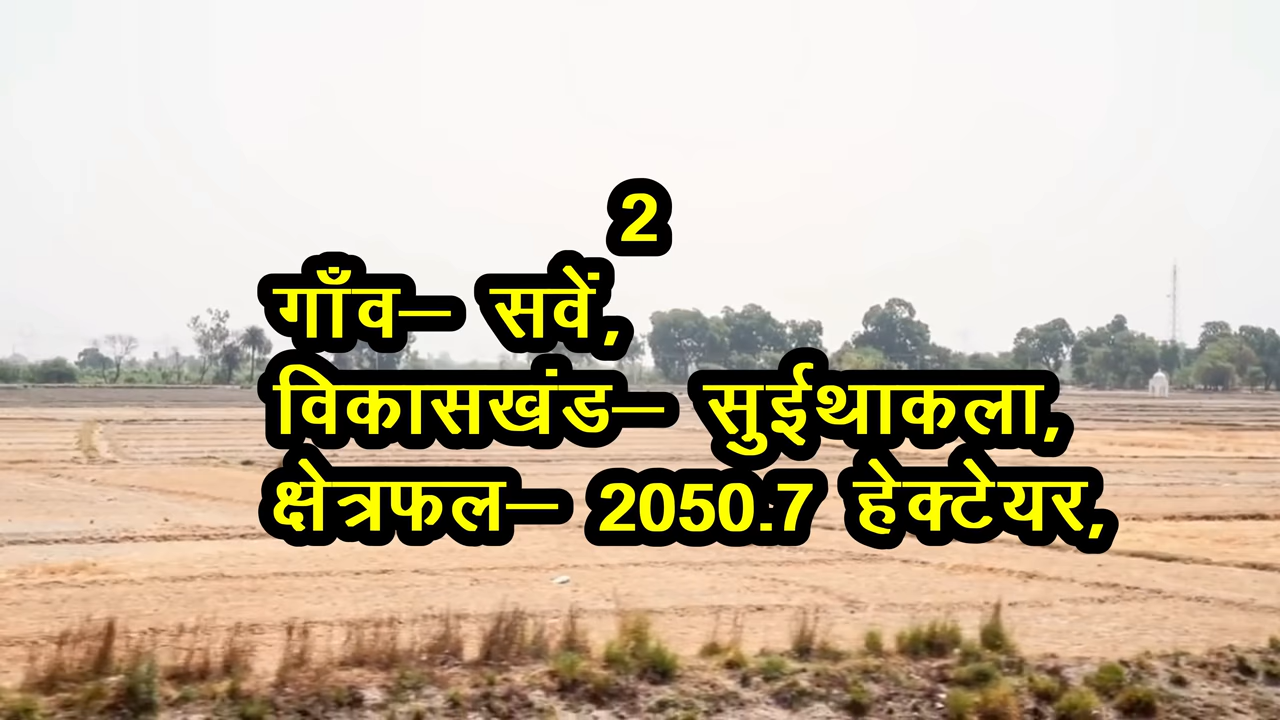 2
गाँव– सवें,
विकासखंड– सुईथाकला,
क्षेत्रफल– 2050.7 हेक्टेयर,